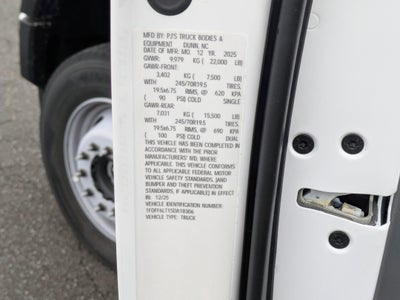 MFD BY: PJ'S TRUCK BODIES &
EQUIPMENT DUNN, NC
DATE OF MFR: MO. 12 YR. 2025
GVWR: 9,979 KG ( 22,000 LB)
GAWR-FRONT:
3,402 KG ( 7,500 LB)
WITH 245/70R19.5 TIRES,
19.5x6.75 RIMS, @ 620 KPA
( 90 PSI) COLD SINGLE
GAWR-REAR:
7,031 KG ( 15,500 LB)
WITH 245/70R19.5 TIRES,
19.5x6.75 RIMS, @ 690 KPA
( 100 PSI) COLD DUAL
THIS VEHICLE HAS BEEN COMPLETED
IN ACCORDANCE WITH THE PRIOR
MANUFACTURERS' IVD, WHERE
APPLICABLE. THIS VEHICLE CONFORMS
TO ALL APPLICABLE FEDERAL MOTOR
VEHICLE SAFETY STANDARDS, [AND
BUMPER AND THEFT PREVENTION
STANDARDS, IF APPLICABLE] IN EFFECT
IN: 12/25
VEHICLE IDENTIFICATION NUMBER:
VEHICLE TYPE: TRUCK